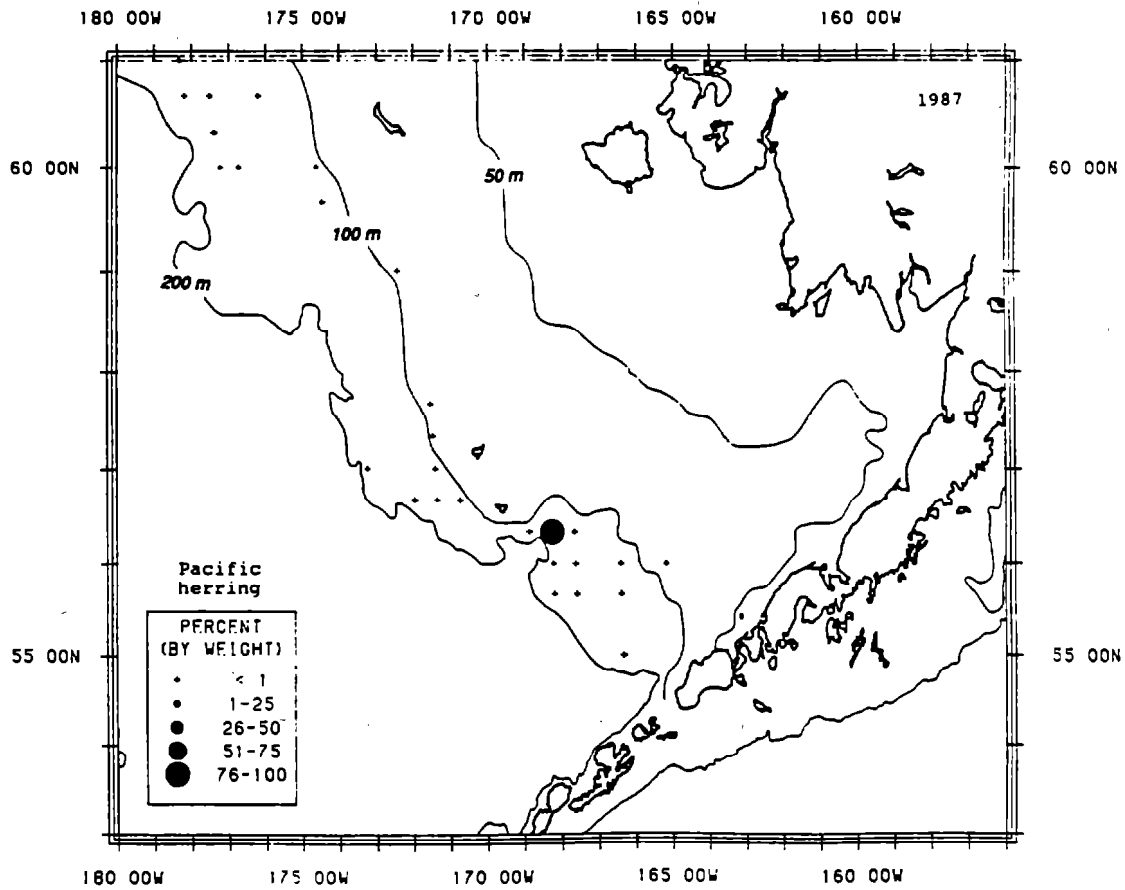 180 00W 175 00W 170 00W 165 00W 160 00W
1987
60 00N 60 00N
50 m
100 m
200 m
Pacific
herring
PERCENT
(BY WEIGHT)
< 1
1-25
26-50
51-75
76-100
55 00N 55 00N
180 00W 175 00W 170 00W 165 00W 160 00W